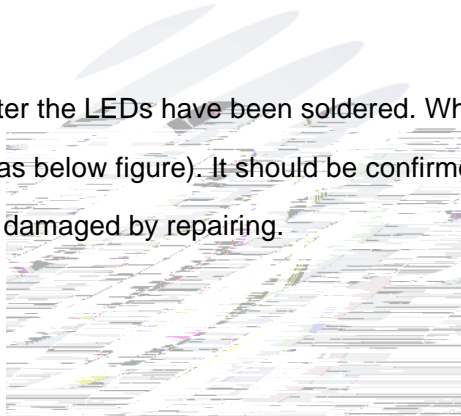 ter the LEDs have been soldered. Wh
as below figure). It should be confirme
damaged by repairing.